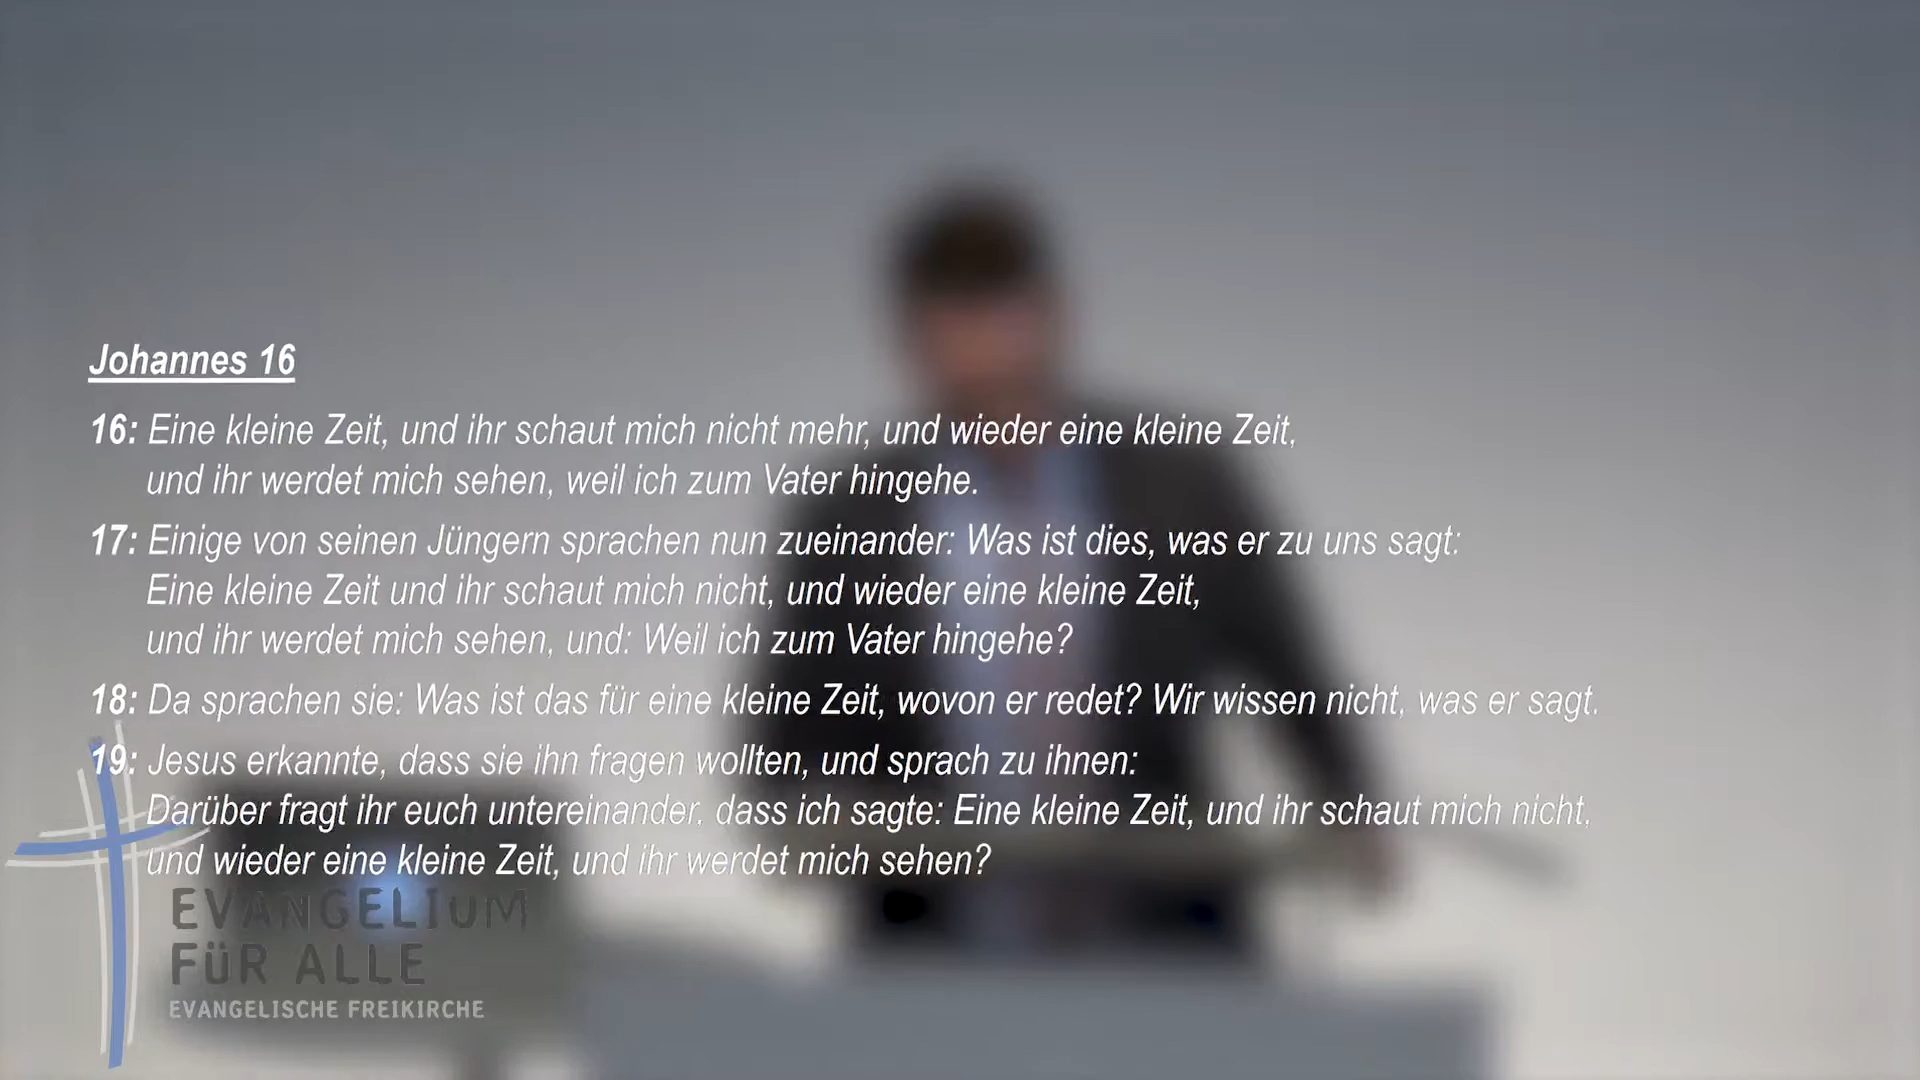 Johannes 16
16: Eine kleine Zeit, und ihr schaut mich nicht mehr, und wieder eine kleine Zeit,
und ihr werdet mich sehen, weil ich zum Vater hingehe.
17: Einige von seinen Jüngern sprachen nun zueinander: Was ist dies, was er zu uns sagt:
Eine kleine Zeit und ihr schaut mich nicht, und wieder eine kleine Zeit,
und ihr werdet mich sehen, und: Weil ich zum Vater hingehe?
18: Da sprachen sie: Was ist das für eine kleine Zeit, wovon er redet? Wir wissen nicht, was er sagt.
19: Jesus erkannte, dass sie ihn fragen wollten, und sprach zu ihnen:
Darüber fragt ihr euch untereinander, dass ich sagte: Eine kleine Zeit, und ihr schaut mich nicht,
und wieder eine kleine Zeit, und ihr werdet mich sehen?
EVANGELIUM
FÜR ALLE
EVANGELISCHE FREIKIRCHE